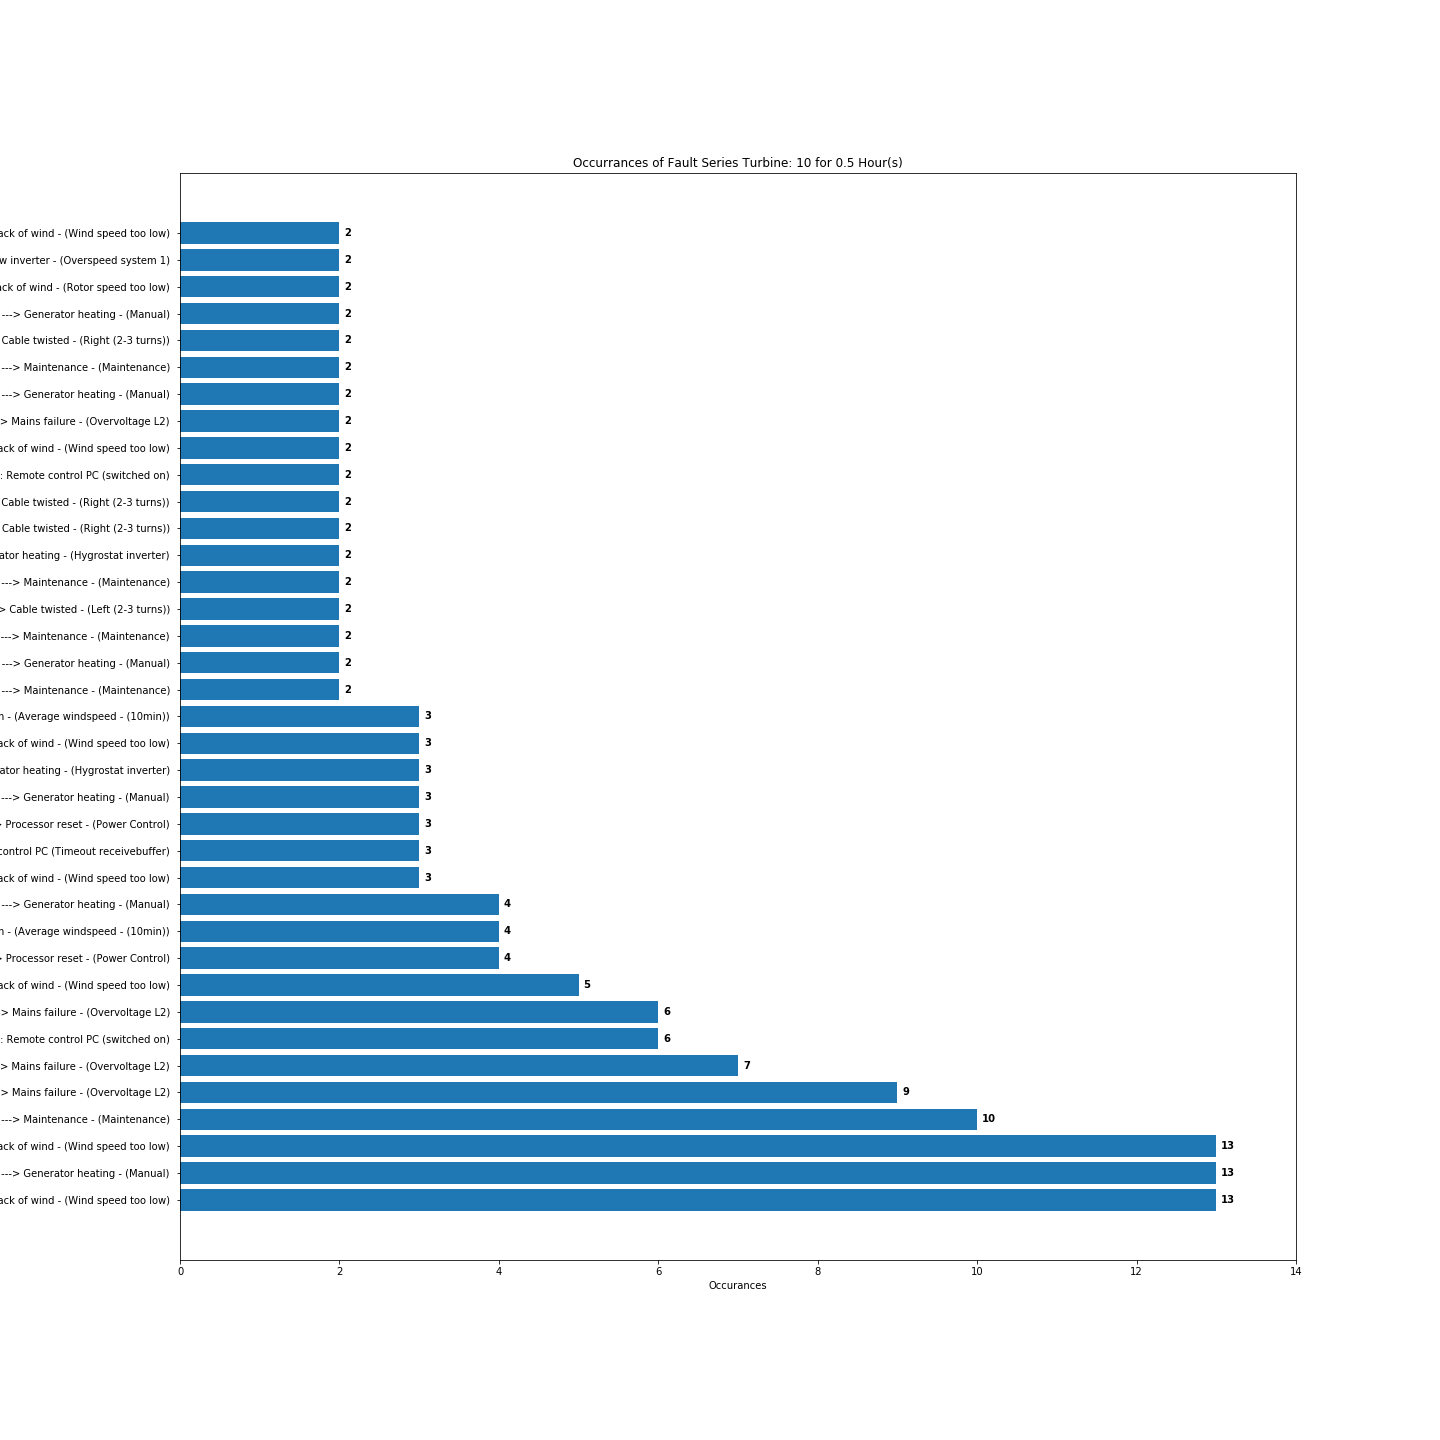 Occurrances of Fault Series Turbine: 10 for 0.5 Hour(s)
of wind - (Wind speed too low) 2
inverter - (Overspeed system 1) 2
of wind - (Rotor speed too low) 2
---> Generator heating - (Manual) 2
Cable twisted - (Right (2-3 turns)) 2
---> Maintenance - (Maintenance) 2
---> Generator heating - (Manual) 2
> Mains failure - (Overvoltage L2) 2
of wind - (Wind speed too low) 2
: Remote control PC (switched on) 2
Cable twisted - (Right (2-3 turns)) 2
Cable twisted - (Right (2-3 turns)) 2
heating - (Hygrostat inverter) 2
---> Maintenance - (Maintenance) 2
> Cable twisted - (Left (2-3 turns)) 2
---> Maintenance - (Maintenance) 2
---> Generator heating - (Manual) 2
---> Maintenance - (Maintenance) 2
- (Average windspeed - (10min)) 3
of wind - (Wind speed too low) 3
heating - (Hygrostat inverter) 3
---> Generator heating - (Manual) 3
> Processor reset - (Power Control) 3
control PC (Timeout receivebuffer) 3
of wind - (Wind speed too low) 3
---> Generator heating - (Manual) 4
- (Average windspeed - (10min)) 4
> Processor reset - (Power Control) 4
of wind - (Wind speed too low) 5
> Mains failure - (Overvoltage L2) 6
: Remote control PC (switched on) 6
> Mains failure - (Overvoltage L2) 7
> Mains failure - (Overvoltage L2) 9
---> Maintenance - (Maintenance) 10
of wind - (Wind speed too low) 13
---> Generator heating - (Manual) 13
of wind - (Wind speed too low) 13
0 2 4 6 8 10 12 14
Occurances